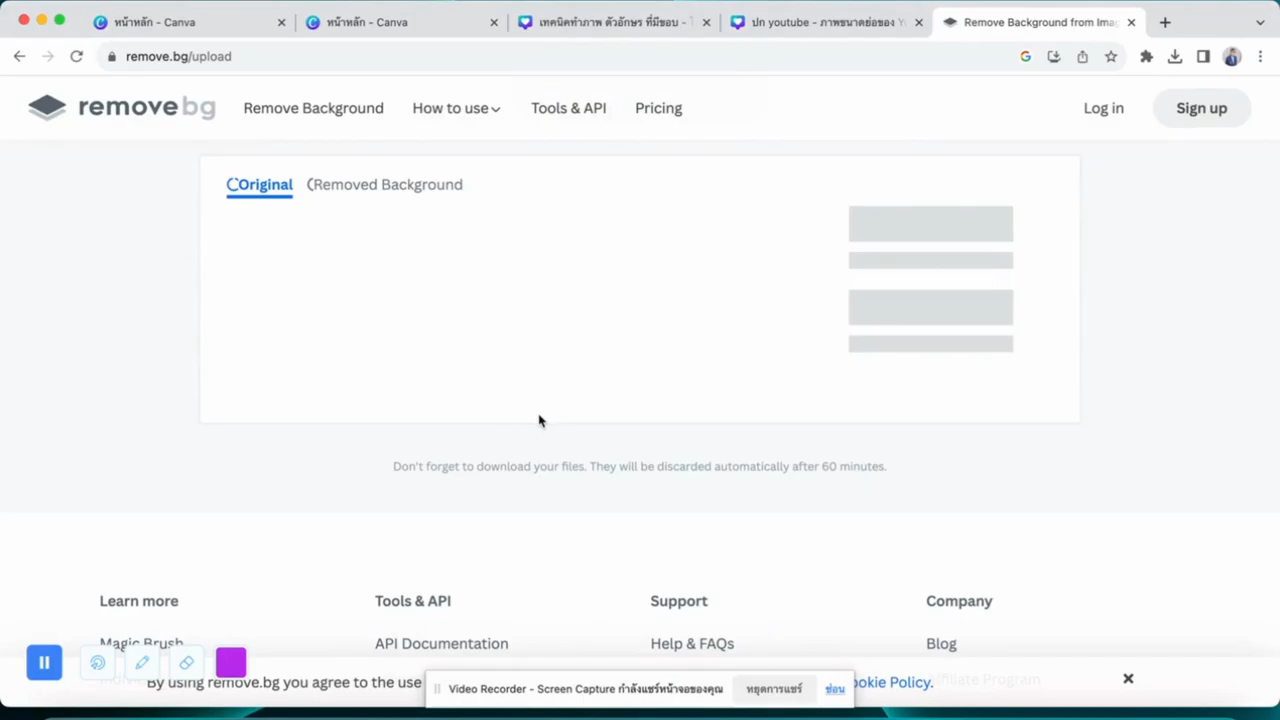 หน้าหลัก - Canva
หน้าหลัก - Canva
เทคนิคทำภาพ ตัวอักษร ที่มีขอบ -
ปก youtube - ภาพขนาดย่อของ
Remove Background from Ima
remove.bg/upload
removebg
Remove Background
How to use
Tools & API
Pricing
Log in
Sign up
Original
Removed Background
Don't forget to download your files. They will be discarded automatically after 60 minutes.
Learn more
Tools & API
Support
Company
Magic Brush
API Documentation
Help & FAQs
Blog
By using remove.bg you agree to the use
ookie Policy.
Affiliate Program
Video Recorder - Screen Capture กำลังแชร์หน้าจอของคุณ
หยุดการแชร์
ซ่อน